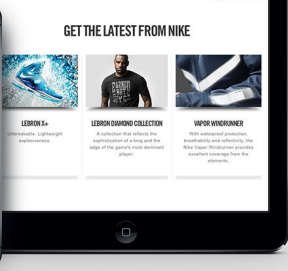 GET THE LATEST FROM NIKE
LEBRON X+
Unbreakable. Lightweight
explosiveness.
LEBRON DIAMOND COLLECTION
A collection that reflects the
sophistication of a king and the
edge of the game's most dominant
player.
VAPOR WINDRUNNER
With waterproof protection,
breathability and reflectivity, the
Nike Vapor Windrunner provides
excellent coverage from the
elements.